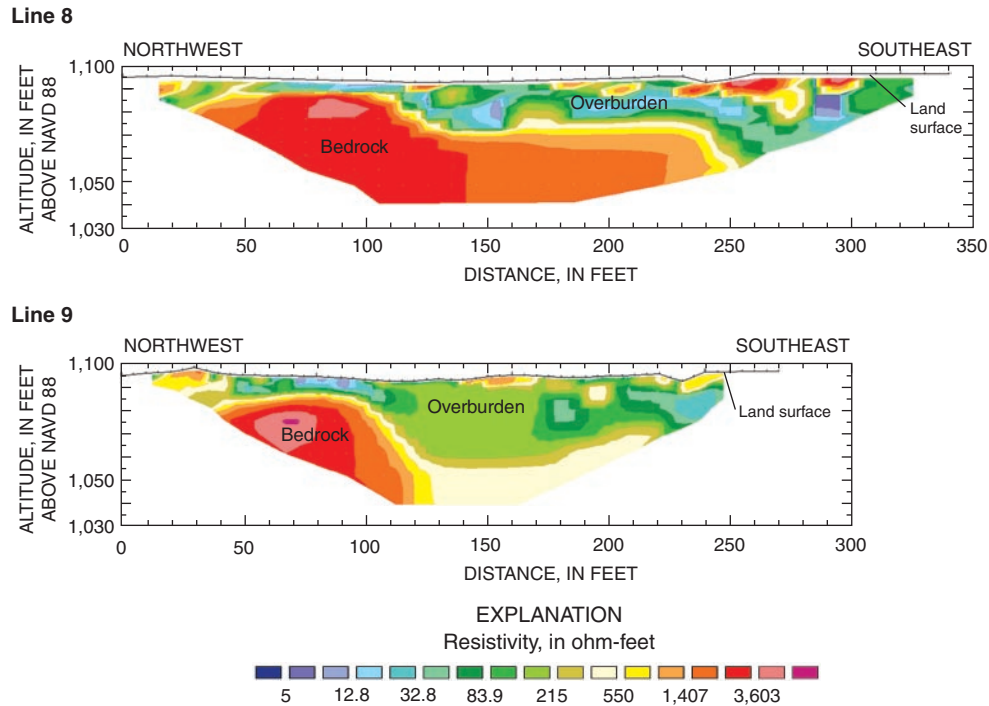 Line 8
NORTHWEST
SOUTHEAST
1,100
1,050
1,030
ALTITUDE, IN FEET
ABOVE NAVD 88
Overburden
Bedrock
Land
surface
0 50 100 150 200 250 300 350
DISTANCE, IN FEET
Line 9
NORTHWEST
SOUTHEAST
1,100
1,050
1,030
ALTITUDE, IN FEET
ABOVE NAVD 88
Overburden
Bedrock
Land surface
0 50 100 150 200 250 300
DISTANCE, IN FEET
EXPLANATION
Resistivity, in ohm-feet
5 12.8 32.8 83.9 215 550 1,407 3,603